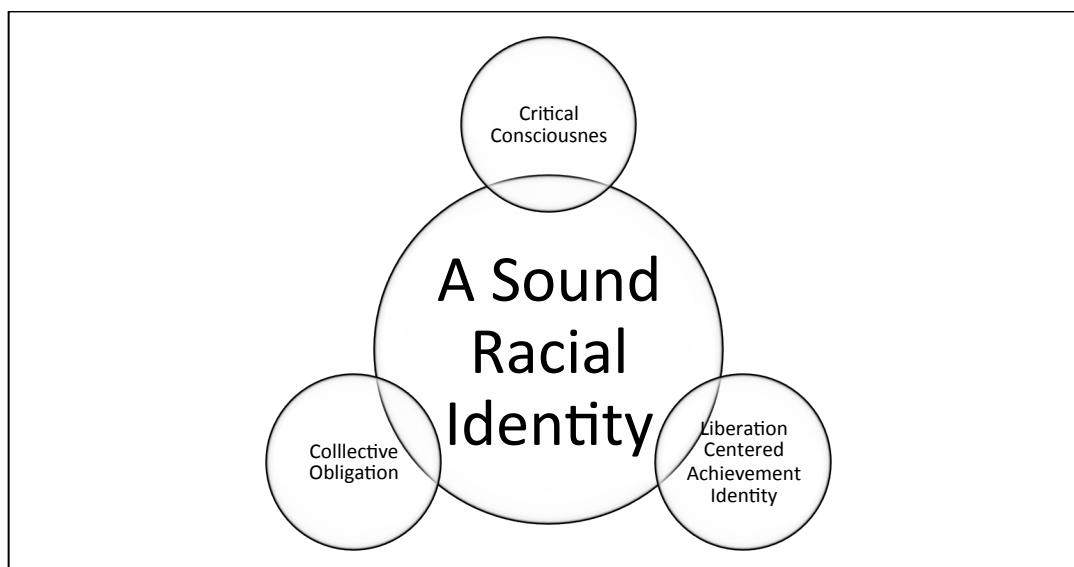 Critical
Consciousnes
A Sound
Racial
Identity
Colllective
Obligation
Liberation
Centered
Achievement
Identity